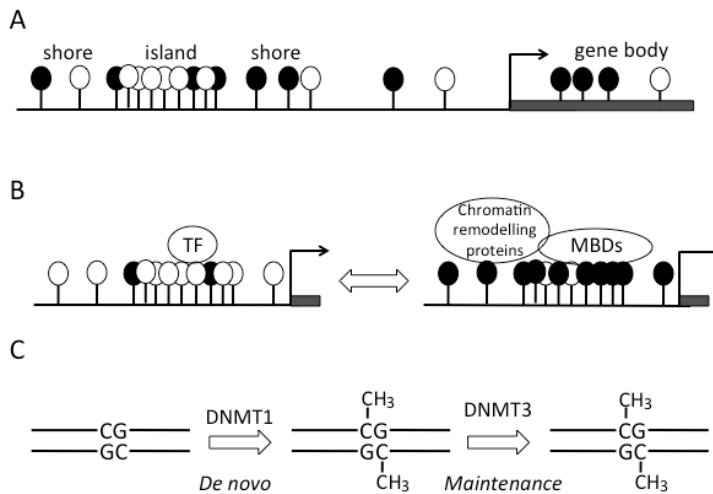 A
shore island shore gene body
B
TF
Chromatin
remodelling
proteins
MBDs
C
CH3
CG
GC
DNMT1
De novo
CH3
CG
GC
CH3
DNMT3
Maintenance
CH3
CG
GC
CH3